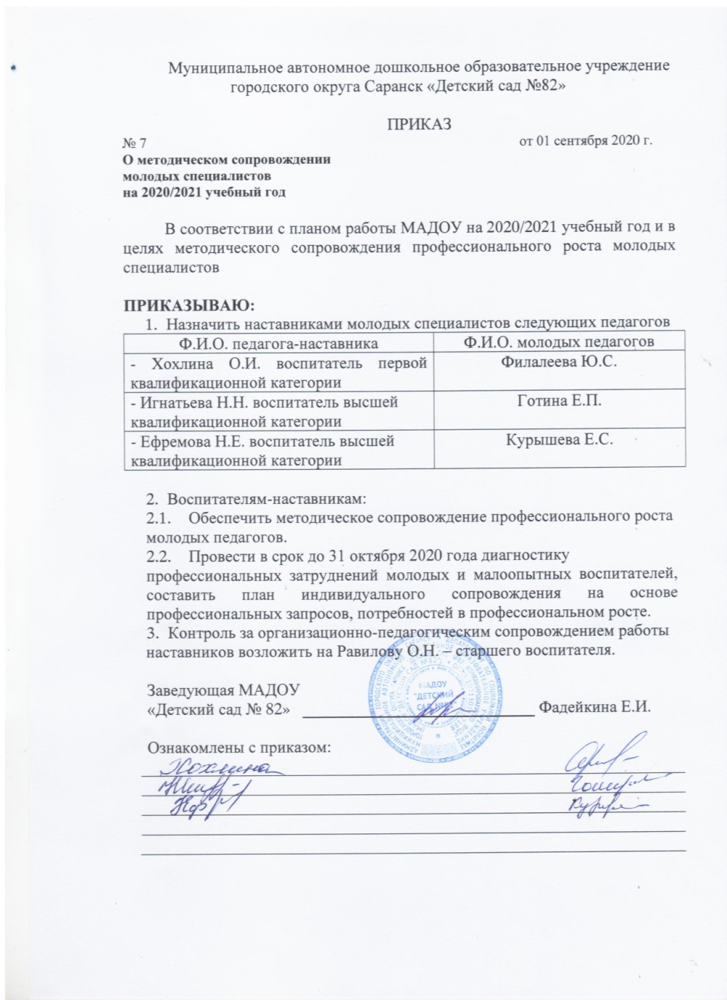 Муниципальное автономное дошкольное образовательное учреждение
городского округа Саранск «Детский сад №82»
ПРИКАЗ
№ 7 от 01 сентября 2020 г.
О методическом сопровождении
молодых специалистов
на 2020/2021 учебный год
В соответствии с планом работы МАДОУ на 2020/2021 учебный год и в
целях методического сопровождения профессионального роста молодых
специалистов
ПРИКАЗЫВАЮ:
1. Назначить наставниками молодых специалистов следующих педагогов
Ф.И.О. педагога-наставника Ф.И.О. молодых педагогов
- Хохлина О.И. воспитатель первой Филалеева Ю.С.
квалификационной категории
- Игнатьева Н.Н. воспитатель высшей Готина Е.П.
квалификационной категории
- Ефремова Н.Е. воспитатель высшей Курышева Е.С.
квалификационной категории
2. Воспитателям-наставникам:
2.1. Обеспечить методическое сопровождение профессионального роста
молодых педагогов.
2.2. Провести в срок до 31 октября 2020 года диагностику
профессиональных затруднений молодых и малоопытных воспитателей,
составить план индивидуального сопровождения на основе
профессиональных запросов, потребностей в профессиональном росте.
3. Контроль за организационно-педагогическим сопровождением работы
наставников возложить на Равилову О.Н. – старшего воспитателя.
МАДОУ
"ДЕТСКИЙ
САД №82"
Заведующая МАДОУ
«Детский сад № 82» Фадейкина Е.И.
Ознакомлены с приказом:
Хохлина